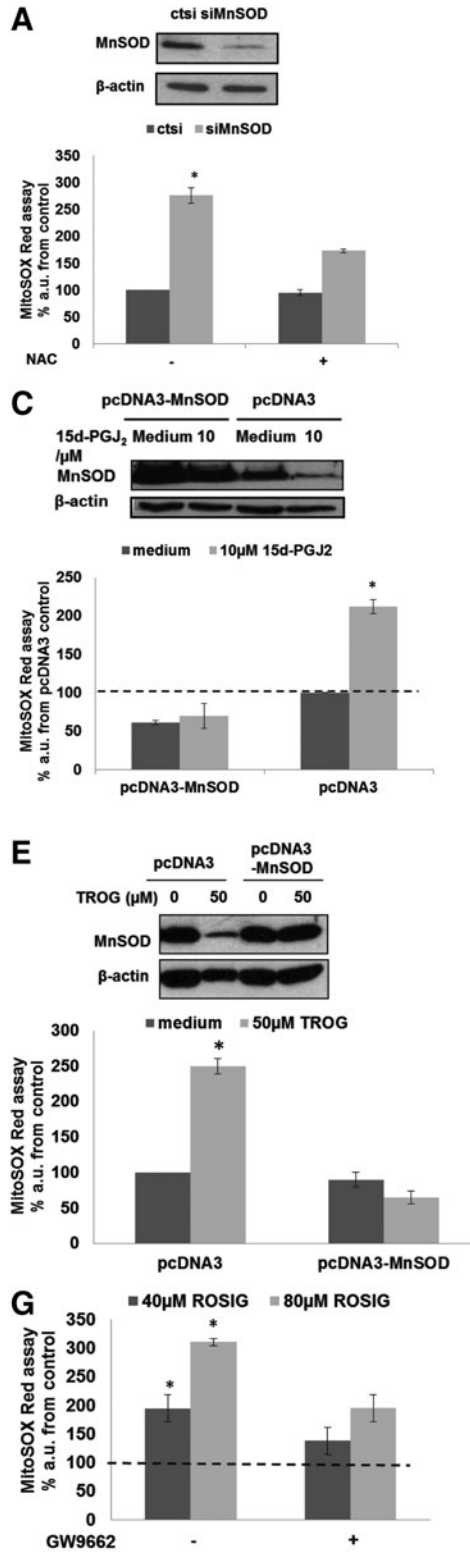 A
ctsi siMnSOD
MnSOD
β-actin
ctsi siMnSOD
MitoSOX Red assay
% a.u. from control
350
300
250
200
150
100
50
0
*
NAC - +
C
pcDNA3-MnSOD pcDNA3
15d-PGJ2 Medium 10 Medium 10
/µM
MnSOD
β-actin
medium 10µM 15d-PGJ2
MitoSOX Red assay
% a.u. from pcDNA3 control
250
200
150
100
50
0
*
pcDNA3-MnSOD pcDNA3
E
pcDNA3 pcDNA3
-MnSOD
TROG (µM) 0 50 0 50
MnSOD
β-actin
medium 50µM TROG
MitoSOX Red assay
% a.u. from control
300
250
200
150
100
50
0
*
pcDNA3 pcDNA3-MnSOD
G
40µM ROSIG 80µM ROSIG
MitoSOX Red assay
% a.u. from control
350
300
250
200
150
100
50
0
*
*
GW9662 - +